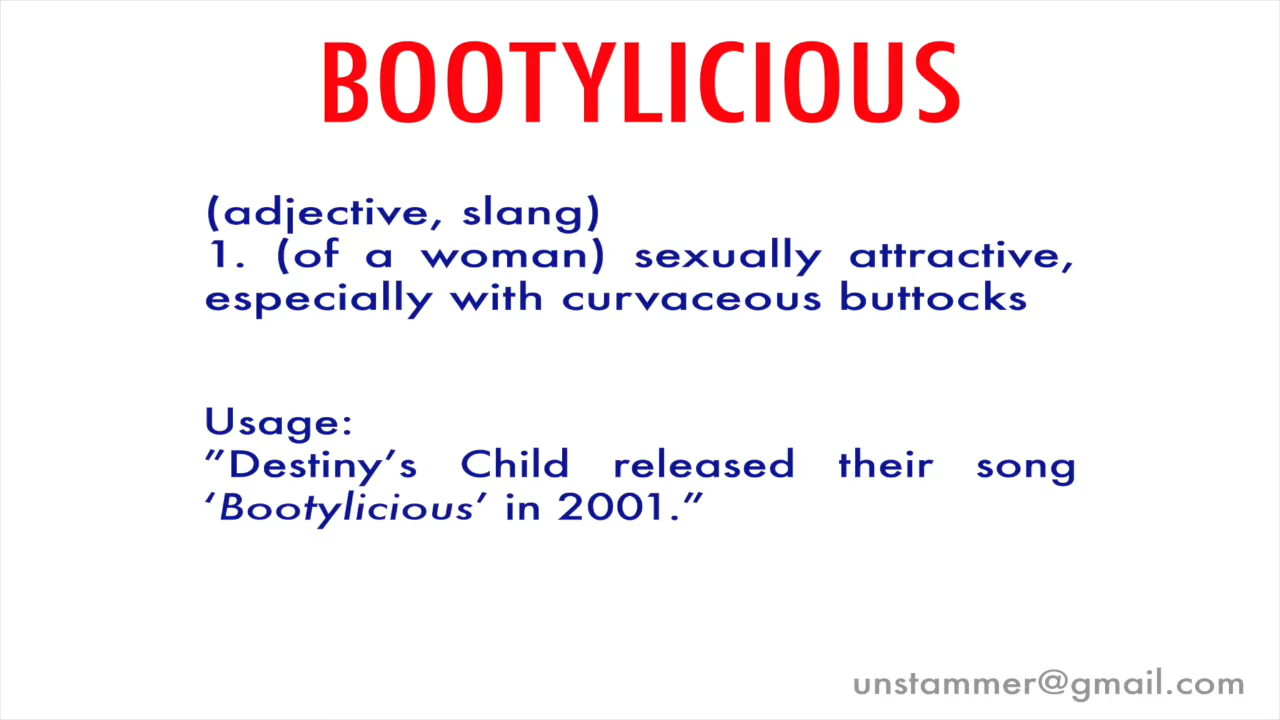 BOOTYLICIOUS
(adjective, slang)
1. (of a woman) sexually attractive,
especially with curvaceous buttocks
Usage:
”Destiny’s Child released their song
‘Bootylicious’ in 2001.”
unstammer@gmail.com